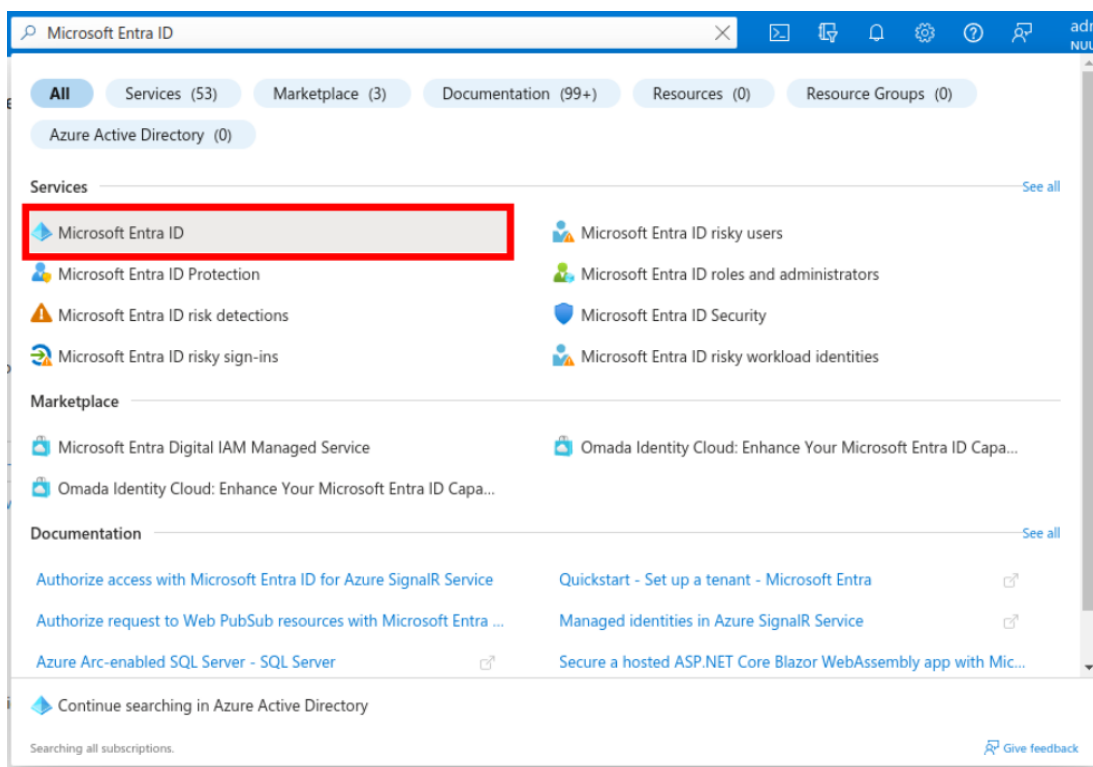 Microsoft Entra ID
All Services (53) Marketplace (3) Documentation (99+) Resources (0) Resource Groups (0)
Azure Active Directory (0)
Services See all
Microsoft Entra ID Microsoft Entra ID risky users
Microsoft Entra ID Protection Microsoft Entra ID roles and administrators
Microsoft Entra ID risk detections Microsoft Entra ID Security
Microsoft Entra ID risky sign-ins Microsoft Entra ID risky workload identities
Marketplace
Microsoft Entra Digital IAM Managed Service Omada Identity Cloud: Enhance Your Microsoft Entra ID Capa...
Omada Identity Cloud: Enhance Your Microsoft Entra ID Capa...
Documentation See all
Authorize access with Microsoft Entra ID for Azure SignalR Service Quickstart - Set up a tenant - Microsoft Entra
Authorize request to Web PubSub resources with Microsoft Entra ... Managed identities in Azure SignalR Service
Azure Arc-enabled SQL Server - SQL Server Secure a hosted ASP.NET Core Blazor WebAssembly app with Mic...
Continue searching in Azure Active Directory
Searching all subscriptions. Give feedback